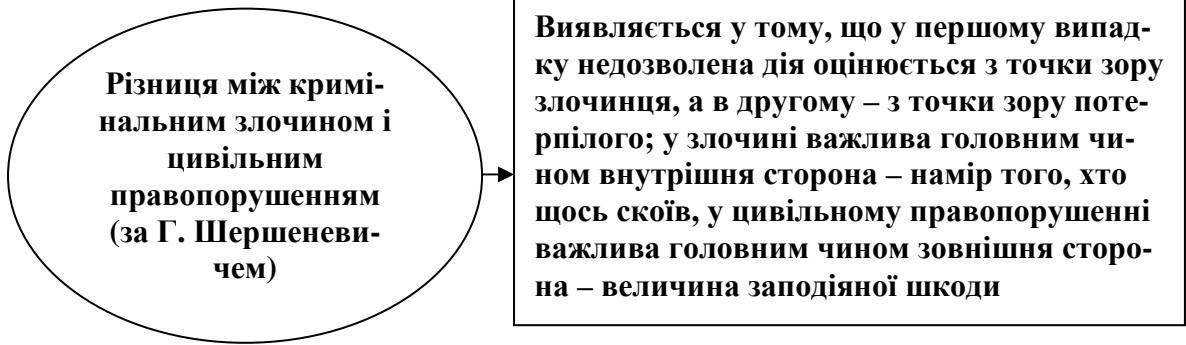 Різниця між кримі-
нальним злочином і
цивільним
правопорушенням
(за Г. Шершеневи-
чем)
Виявляється у тому, що у першому випад-
ку недозволена дія оцінюється з точки зору
злочинця, а в другому – з точки зору поте-
рпілого; у злочині важлива головним чи-
ном внутрішня сторона – намір того, хто
щось скоїв, у цивільному правопорушенні
важлива головним чином зовнішня сторо-
на – величина заподіяної шкоди